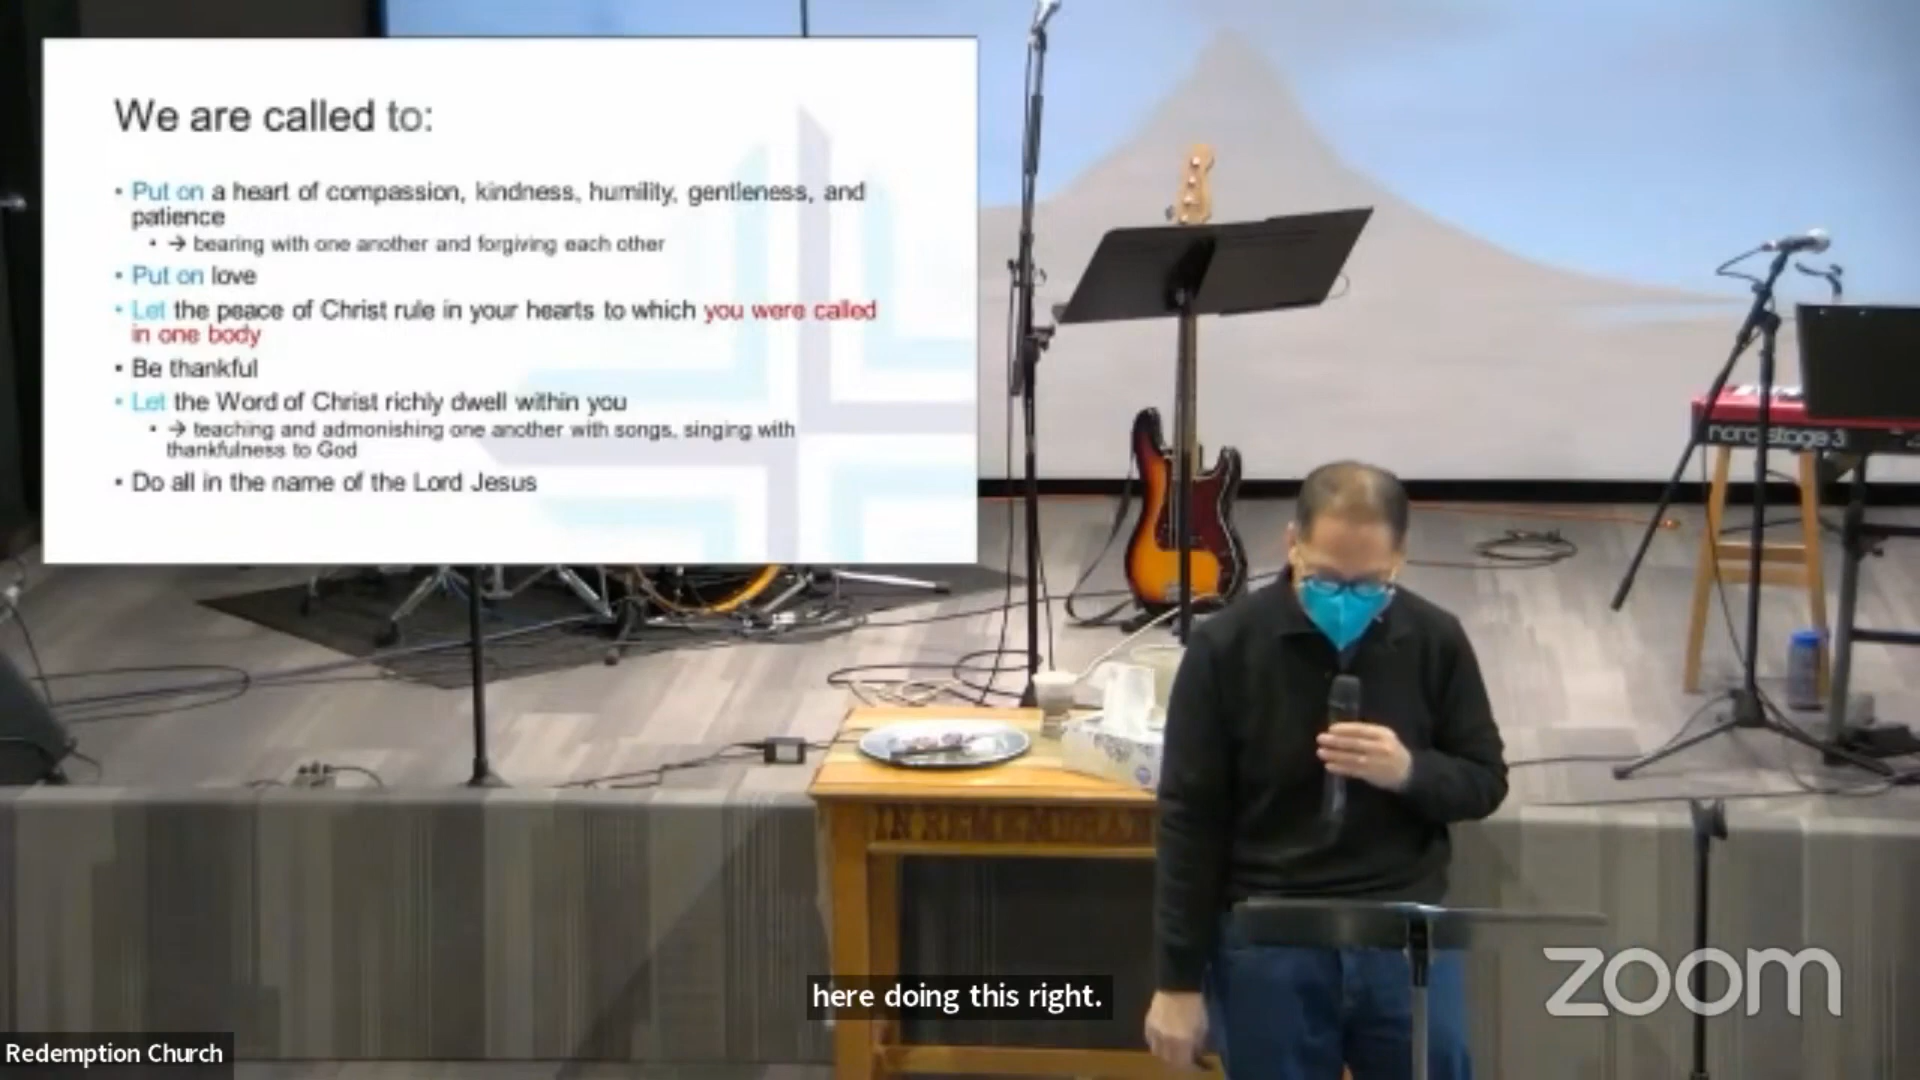 We are called to:
• Put on a heart of compassion, kindness, humility, gentleness, and
patience
• → bearing with one another and forgiving each other
• Put on love
• Let the peace of Christ rule in your hearts to which you were called
in one body
• Be thankful
• Let the Word of Christ richly dwell within you
• → teaching and admonishing one another with songs, singing with
thankfulness to God
• Do all in the name of the Lord Jesus
nord stage 3
IN REMEMBRAN
here doing this right.
zoom
Redemption Church